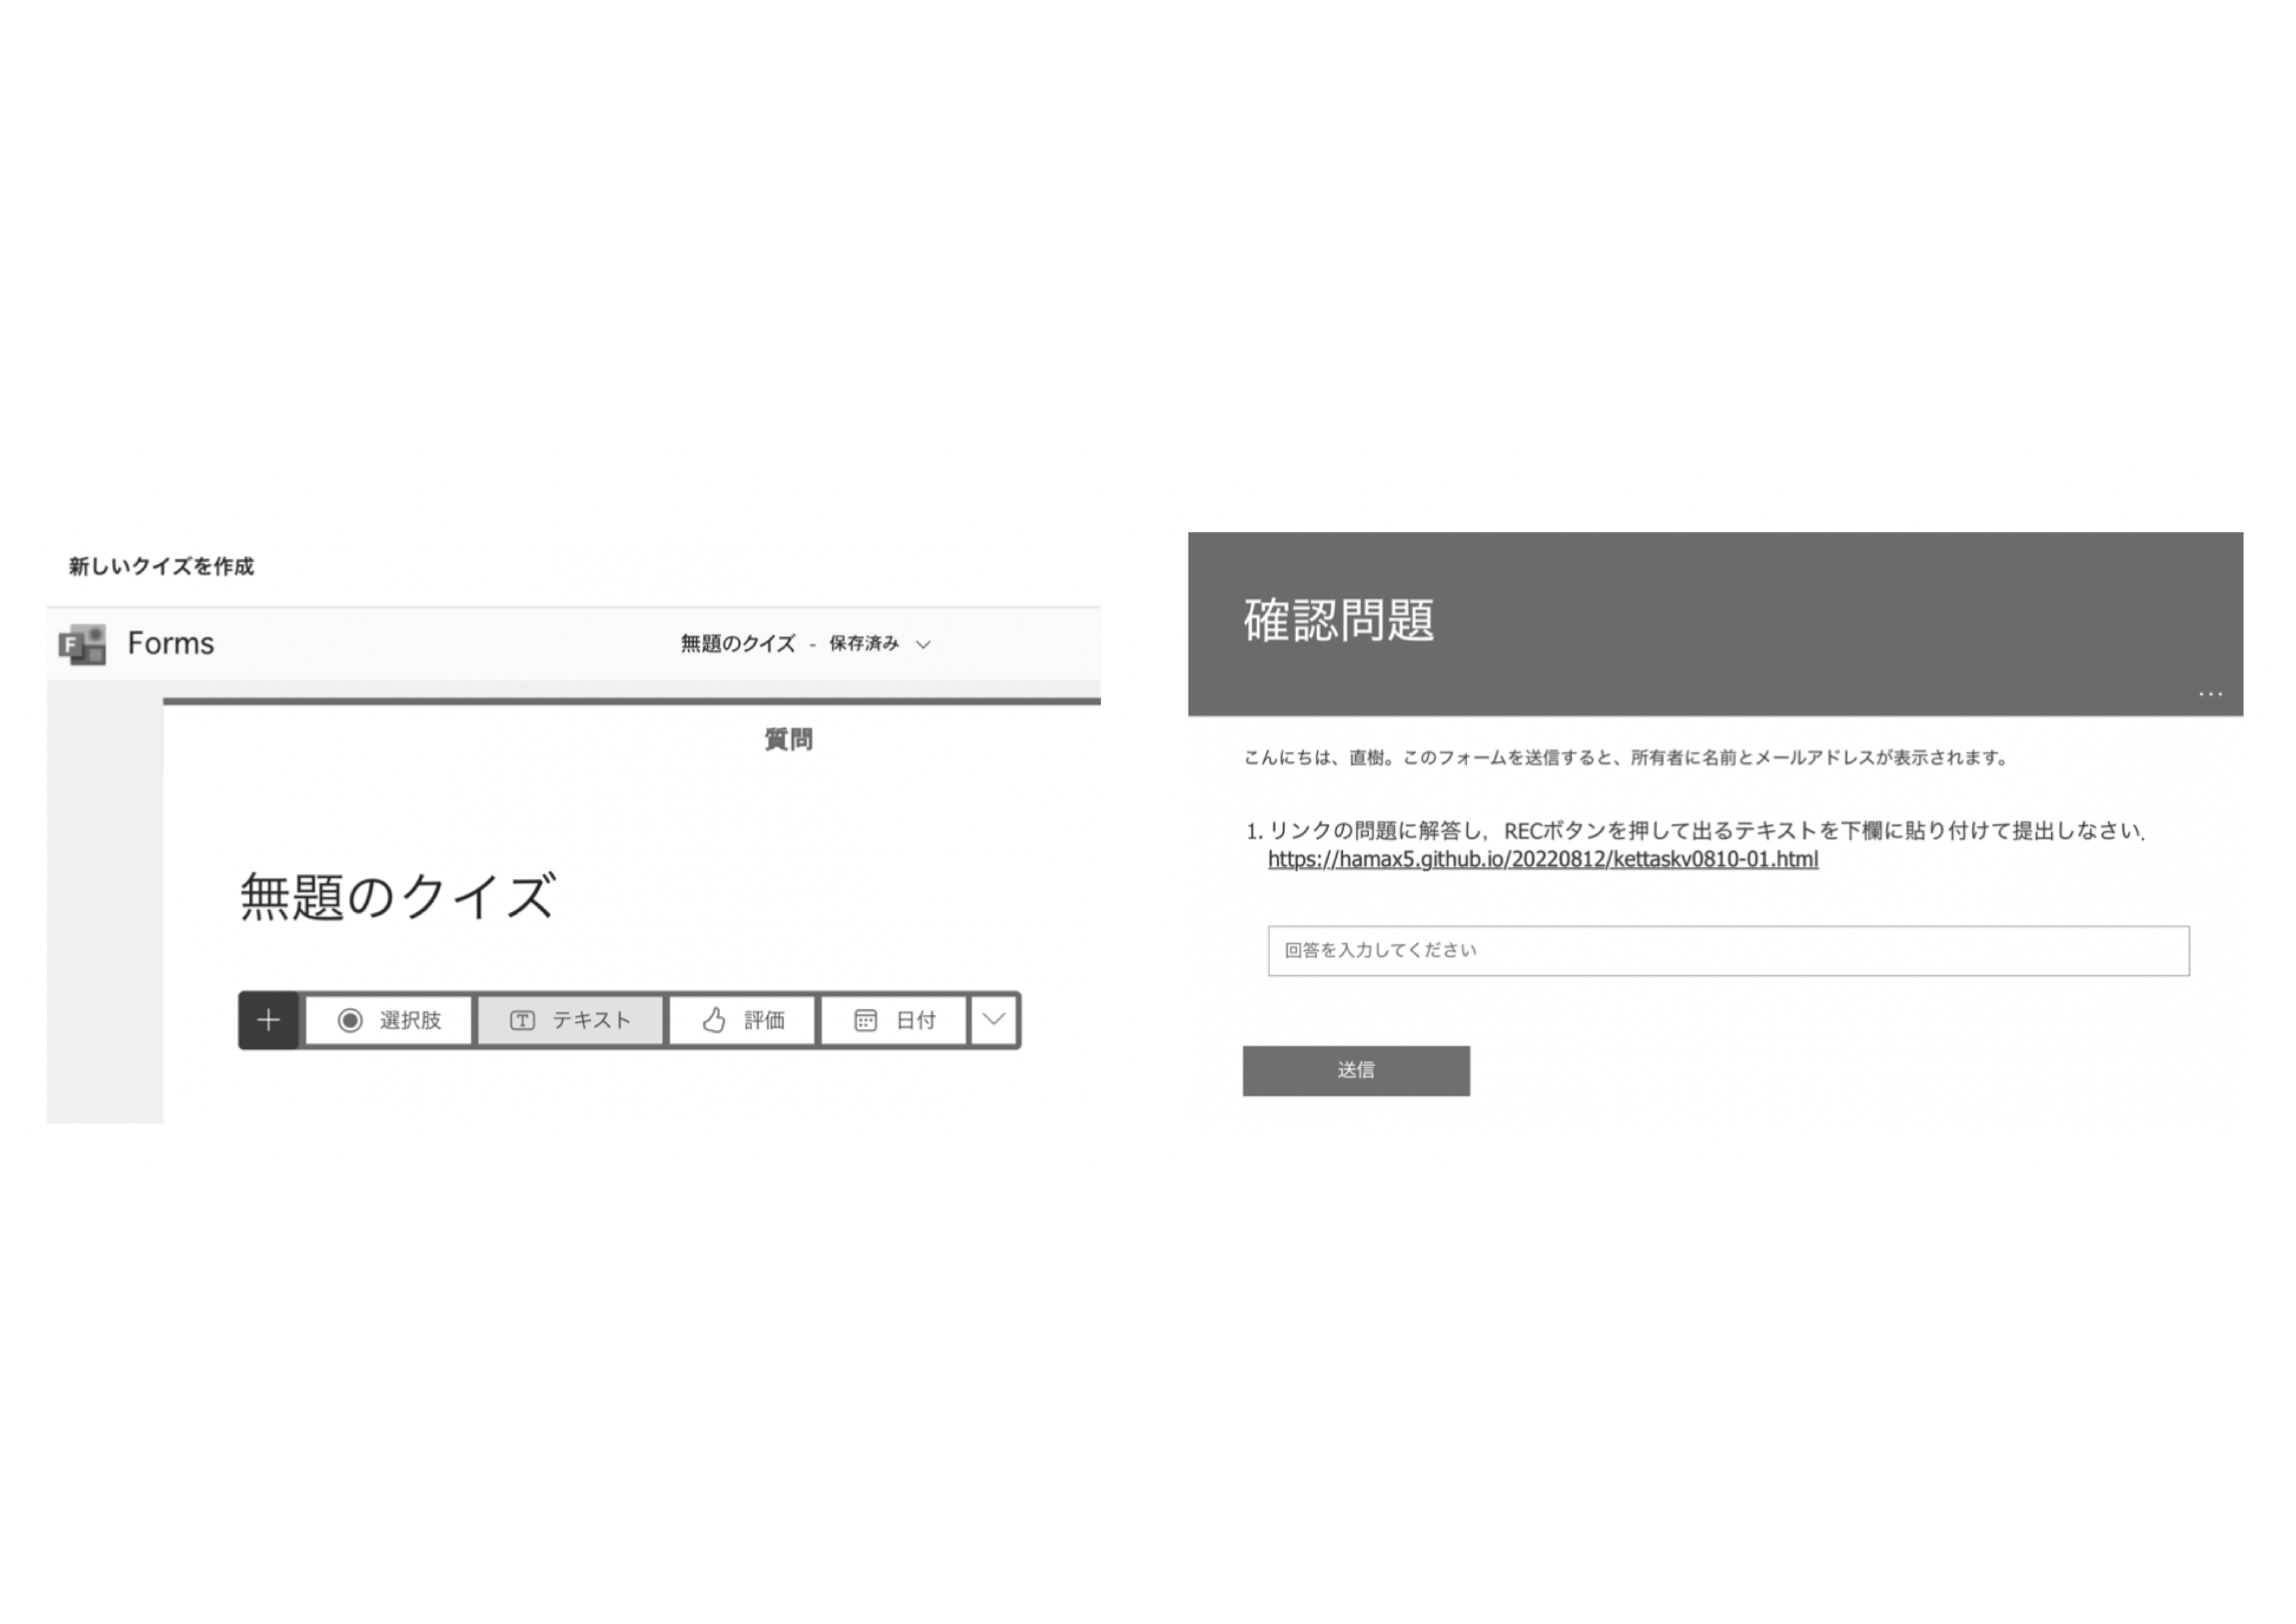 新しいクイズを作成
Forms
無題のクイズ - 保存済み
質問
無題のクイズ
選択肢 テキスト 評価 日付
確認問題
...
こんにちは、直樹。このフォームを送信すると、所有者に名前とメールアドレスが表示されます。
1. リンクの問題に解答し，RECボタンを押して出るテキストを下欄に貼り付けて提出しなさい．
https://hamax5.github.io/20220812/kettaskv0810-01.html
回答を入力してください
送信